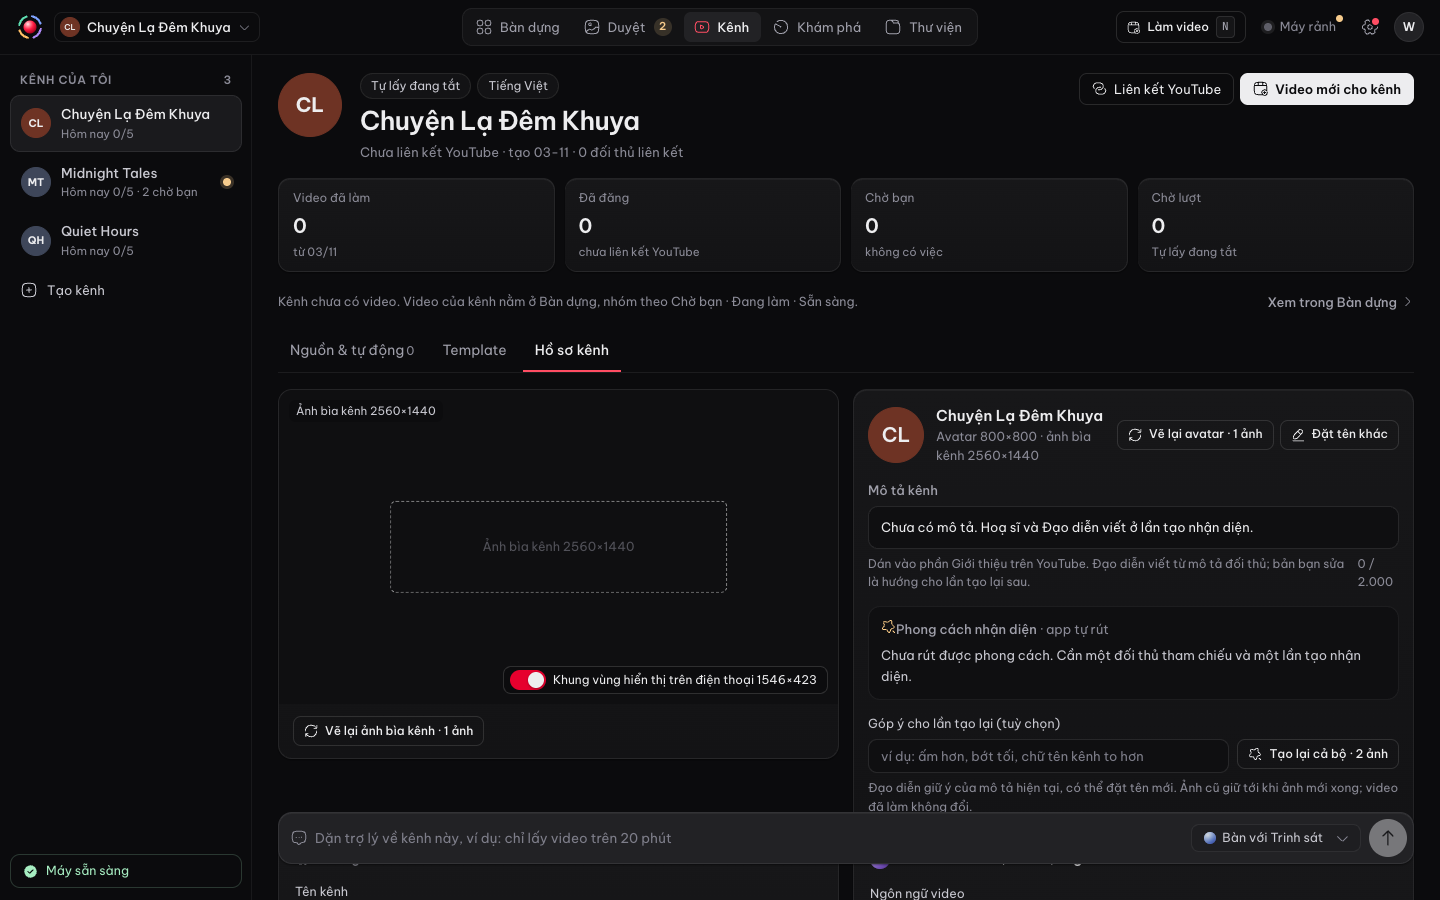 CL Chuyện Lạ Đêm Khuya
Bàn dựng
Duyệt 2
Kênh
Khám phá
Thư viện
Làm video N
Máy rảnh
W
KÊNH CỦA TÔI 3
CL
Chuyện Lạ Đêm Khuya
Hôm nay 0/5
MT
Midnight Tales
Hôm nay 0/5 · 2 chờ bạn
QH
Quiet Hours
Hôm nay 0/5
Tạo kênh
Máy sẵn sàng
CL
Tự lấy đang tắt
Tiếng Việt
Chuyện Lạ Đêm Khuya
Chưa liên kết YouTube · tạo 03-11 · 0 đối thủ liên kết
Liên kết YouTube
Video mới cho kênh
Video đã làm
0
từ 03/11
Đã đăng
0
chưa liên kết YouTube
Chờ bạn
0
không có việc
Chờ lượt
0
Tự lấy đang tắt
Kênh chưa có video. Video của kênh nằm ở Bàn dựng, nhóm theo Chờ bạn · Đang làm · Sẵn sàng.
Xem trong Bàn dựng
Nguồn & tự động 0
Template
Hồ sơ kênh
Ảnh bìa kênh 2560×1440
Ảnh bìa kênh 2560×1440
Khung vùng hiển thị trên điện thoại 1546×423
Vẽ lại ảnh bìa kênh · 1 ảnh
CL
Chuyện Lạ Đêm Khuya
Avatar 800×800 · ảnh bìa
kênh 2560×1440
Vẽ lại avatar · 1 ảnh
Đặt tên khác
Mô tả kênh
Chưa có mô tả. Hoạ sĩ và Đạo diễn viết ở lần tạo nhận diện.
Dán vào phần Giới thiệu trên YouTube. Đạo diễn viết từ mô tả đối thủ; bản bạn sửa
là hướng cho lần tạo lại sau.
0 /
2.000
Phong cách nhận diện · app tự rút
Chưa rút được phong cách. Cần một đối thủ tham chiếu và một lần tạo nhận
diện.
Góp ý cho lần tạo lại (tuỳ chọn)
ví dụ: ấm hơn, bớt tối, chữ tên kênh to hơn
Tạo lại cả bộ · 2 ảnh
Đạo diễn giữ ý của mô tả hiện tại, có thể đặt tên mới. Ảnh cũ giữ tới khi ảnh mới xong; video
đã làm không đổi.
Dặn trợ lý về kênh này, ví dụ: chỉ lấy video trên 20 phút
Bàn với Trinh sát
Tên kênh
Ngôn ngữ video